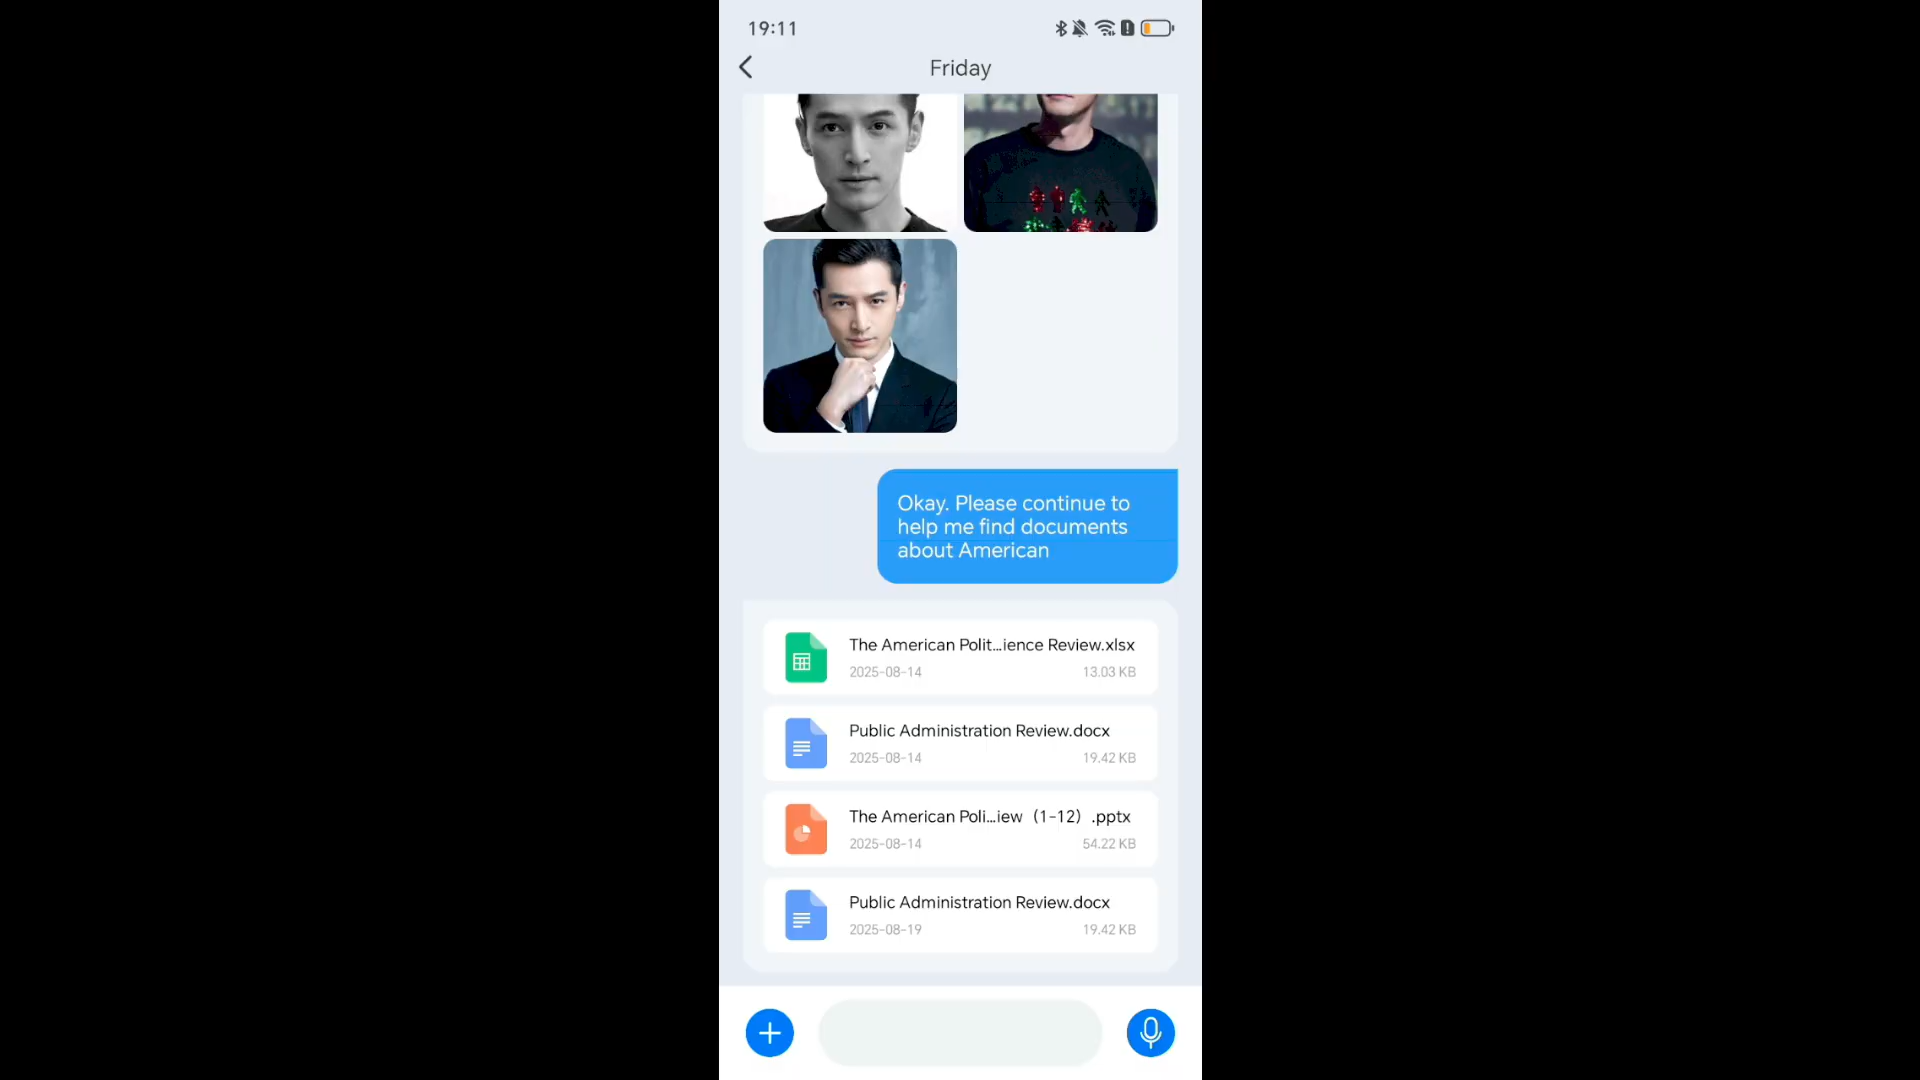 19:11
Friday
Okay. Please continue to
help me find documents
about American
The American Polit...ience Review.xlsx
2025-08-14 13.03 KB
Public Administration Review.docx
2025-08-14 19.42 KB
The American Poli...iew（1-12）.pptx
2025-08-14 54.22 KB
Public Administration Review.docx
2025-08-19 19.42 KB